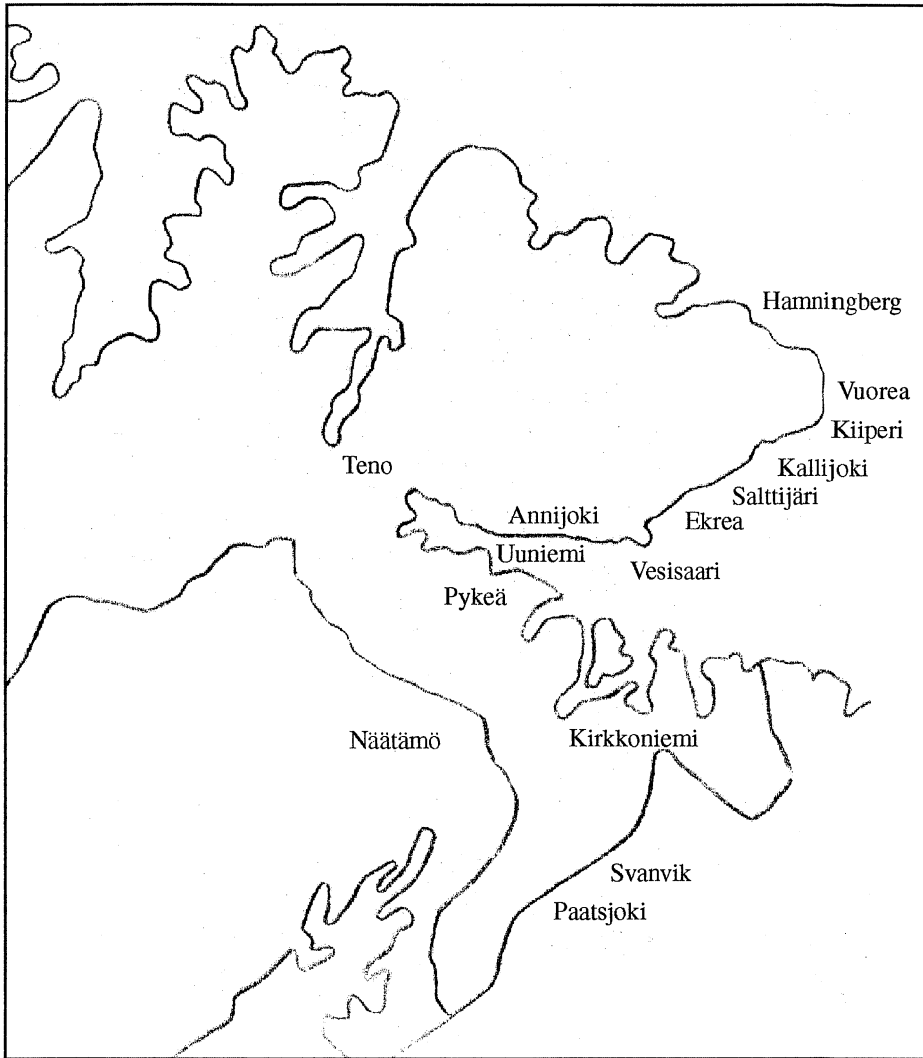 Hamningberg
Vuorea
Kiiperi
Kallijoki
Salttijäri
Ekrea
Teno
Annijoki
Uuniemi
Vesisaari
Pykeä
Näätämö
Kirkkoniemi
Svanvik
Paatsjoki